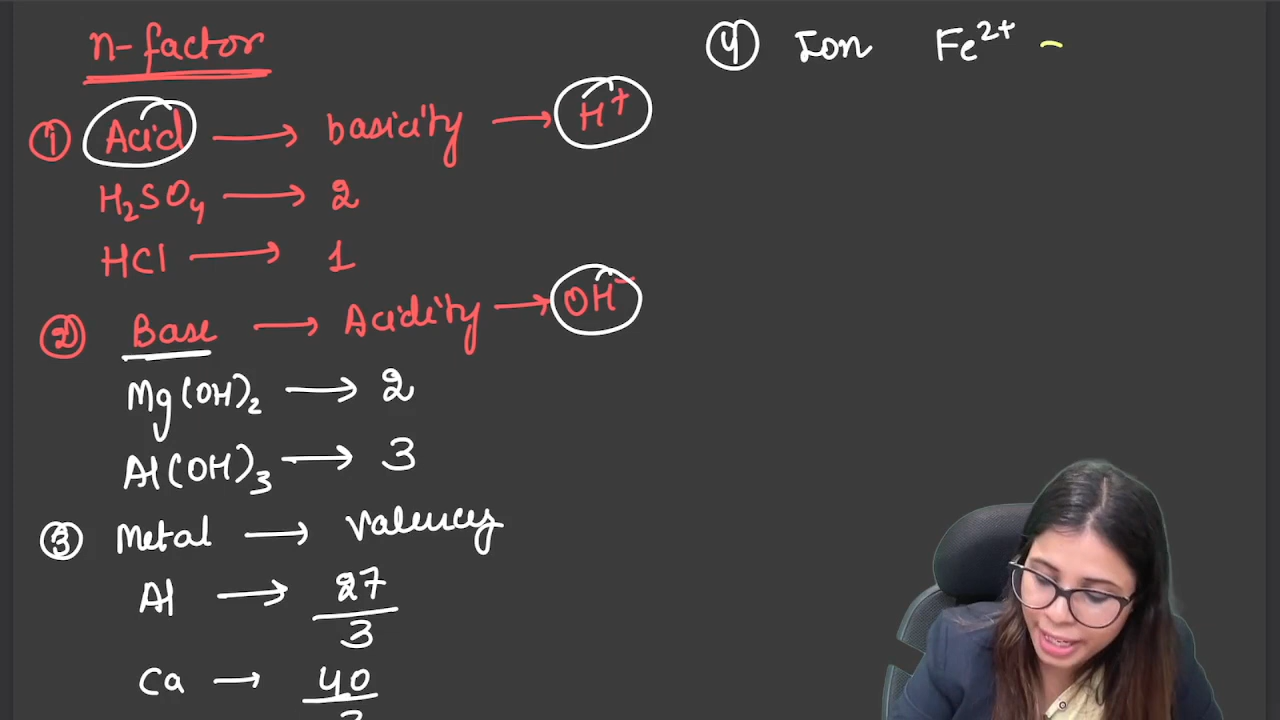 n-factor
① Acid → basicity → H⁺
H₂SO₄ → 2
HCl → 1
② Base → Acidity → OH⁻
Mg(OH)₂ → 2
Al(OH)₃ → 3
③ Metal → Valency
Al → 27/3
Ca → 40/2
④ Ion Fe²⁺ -